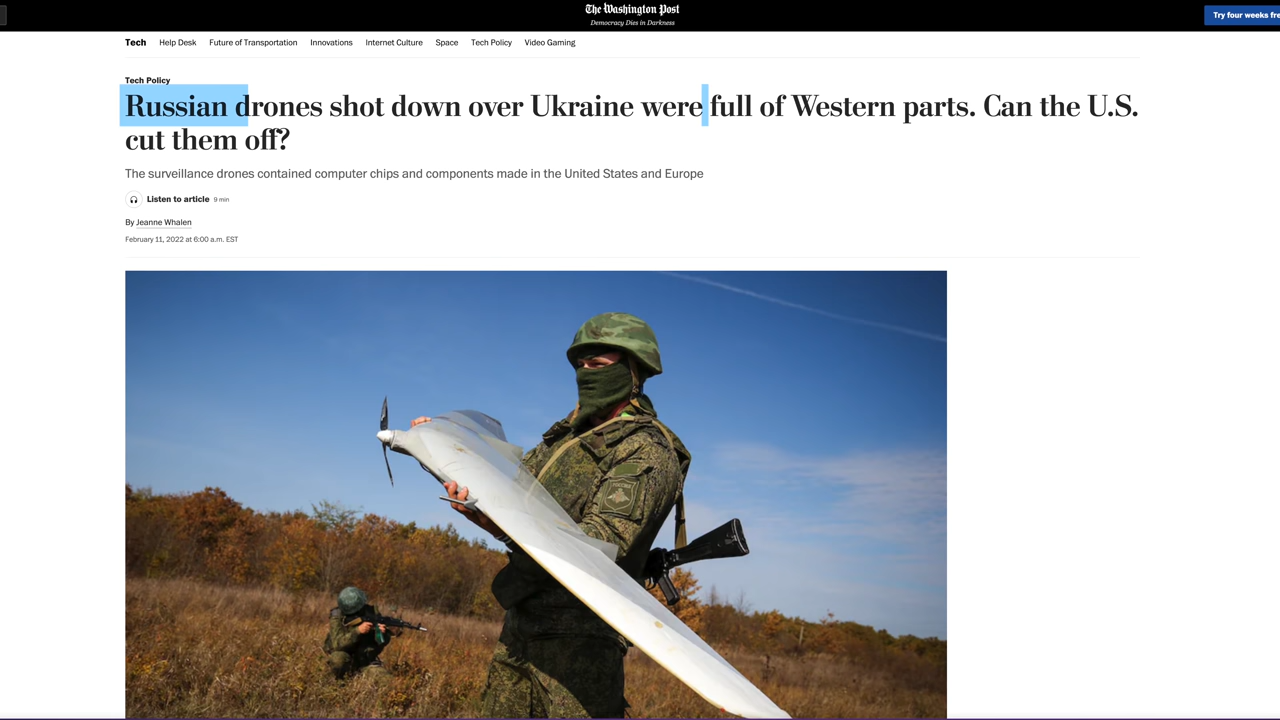 The Washington Post
Democracy Dies in Darkness
Try four weeks fre
Tech Help Desk Future of Transportation Innovations Internet Culture Space Tech Policy Video Gaming
Tech Policy
Russian drones shot down over Ukraine were full of Western parts. Can the U.S.
cut them off?
The surveillance drones contained computer chips and components made in the United States and Europe
Listen to article 9 min
By Jeanne Whalen
February 11, 2022 at 6:00 a.m. EST